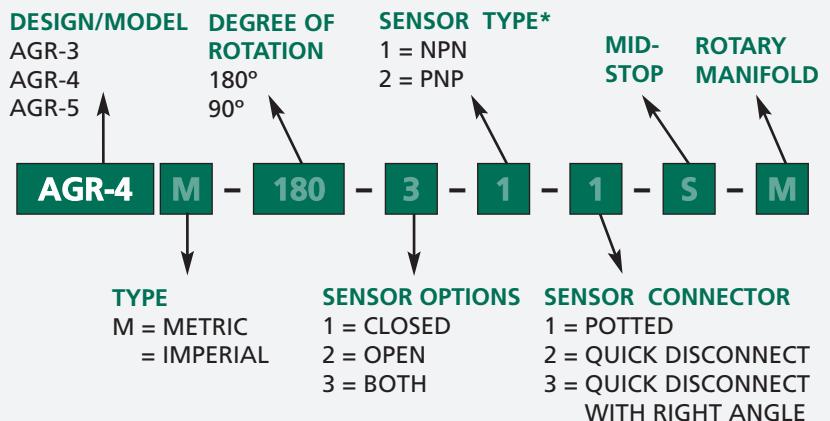 DESIGN/MODEL
AGR-3
AGR-4
AGR-5
DEGREE OF
ROTATION
180º
90º
SENSOR TYPE*
1 = NPN
2 = PNP
MID-
STOP
ROTARY
MANIFOLD
AGR-4 M – 180 – 3 – 1 – 1 – S – M
TYPE
M = METRIC
= IMPERIAL
SENSOR OPTIONS
1 = CLOSED
2 = OPEN
3 = BOTH
SENSOR CONNECTOR
1 = POTTED
2 = QUICK DISCONNECT
3 = QUICK DISCONNECT
WITH RIGHT ANGLE